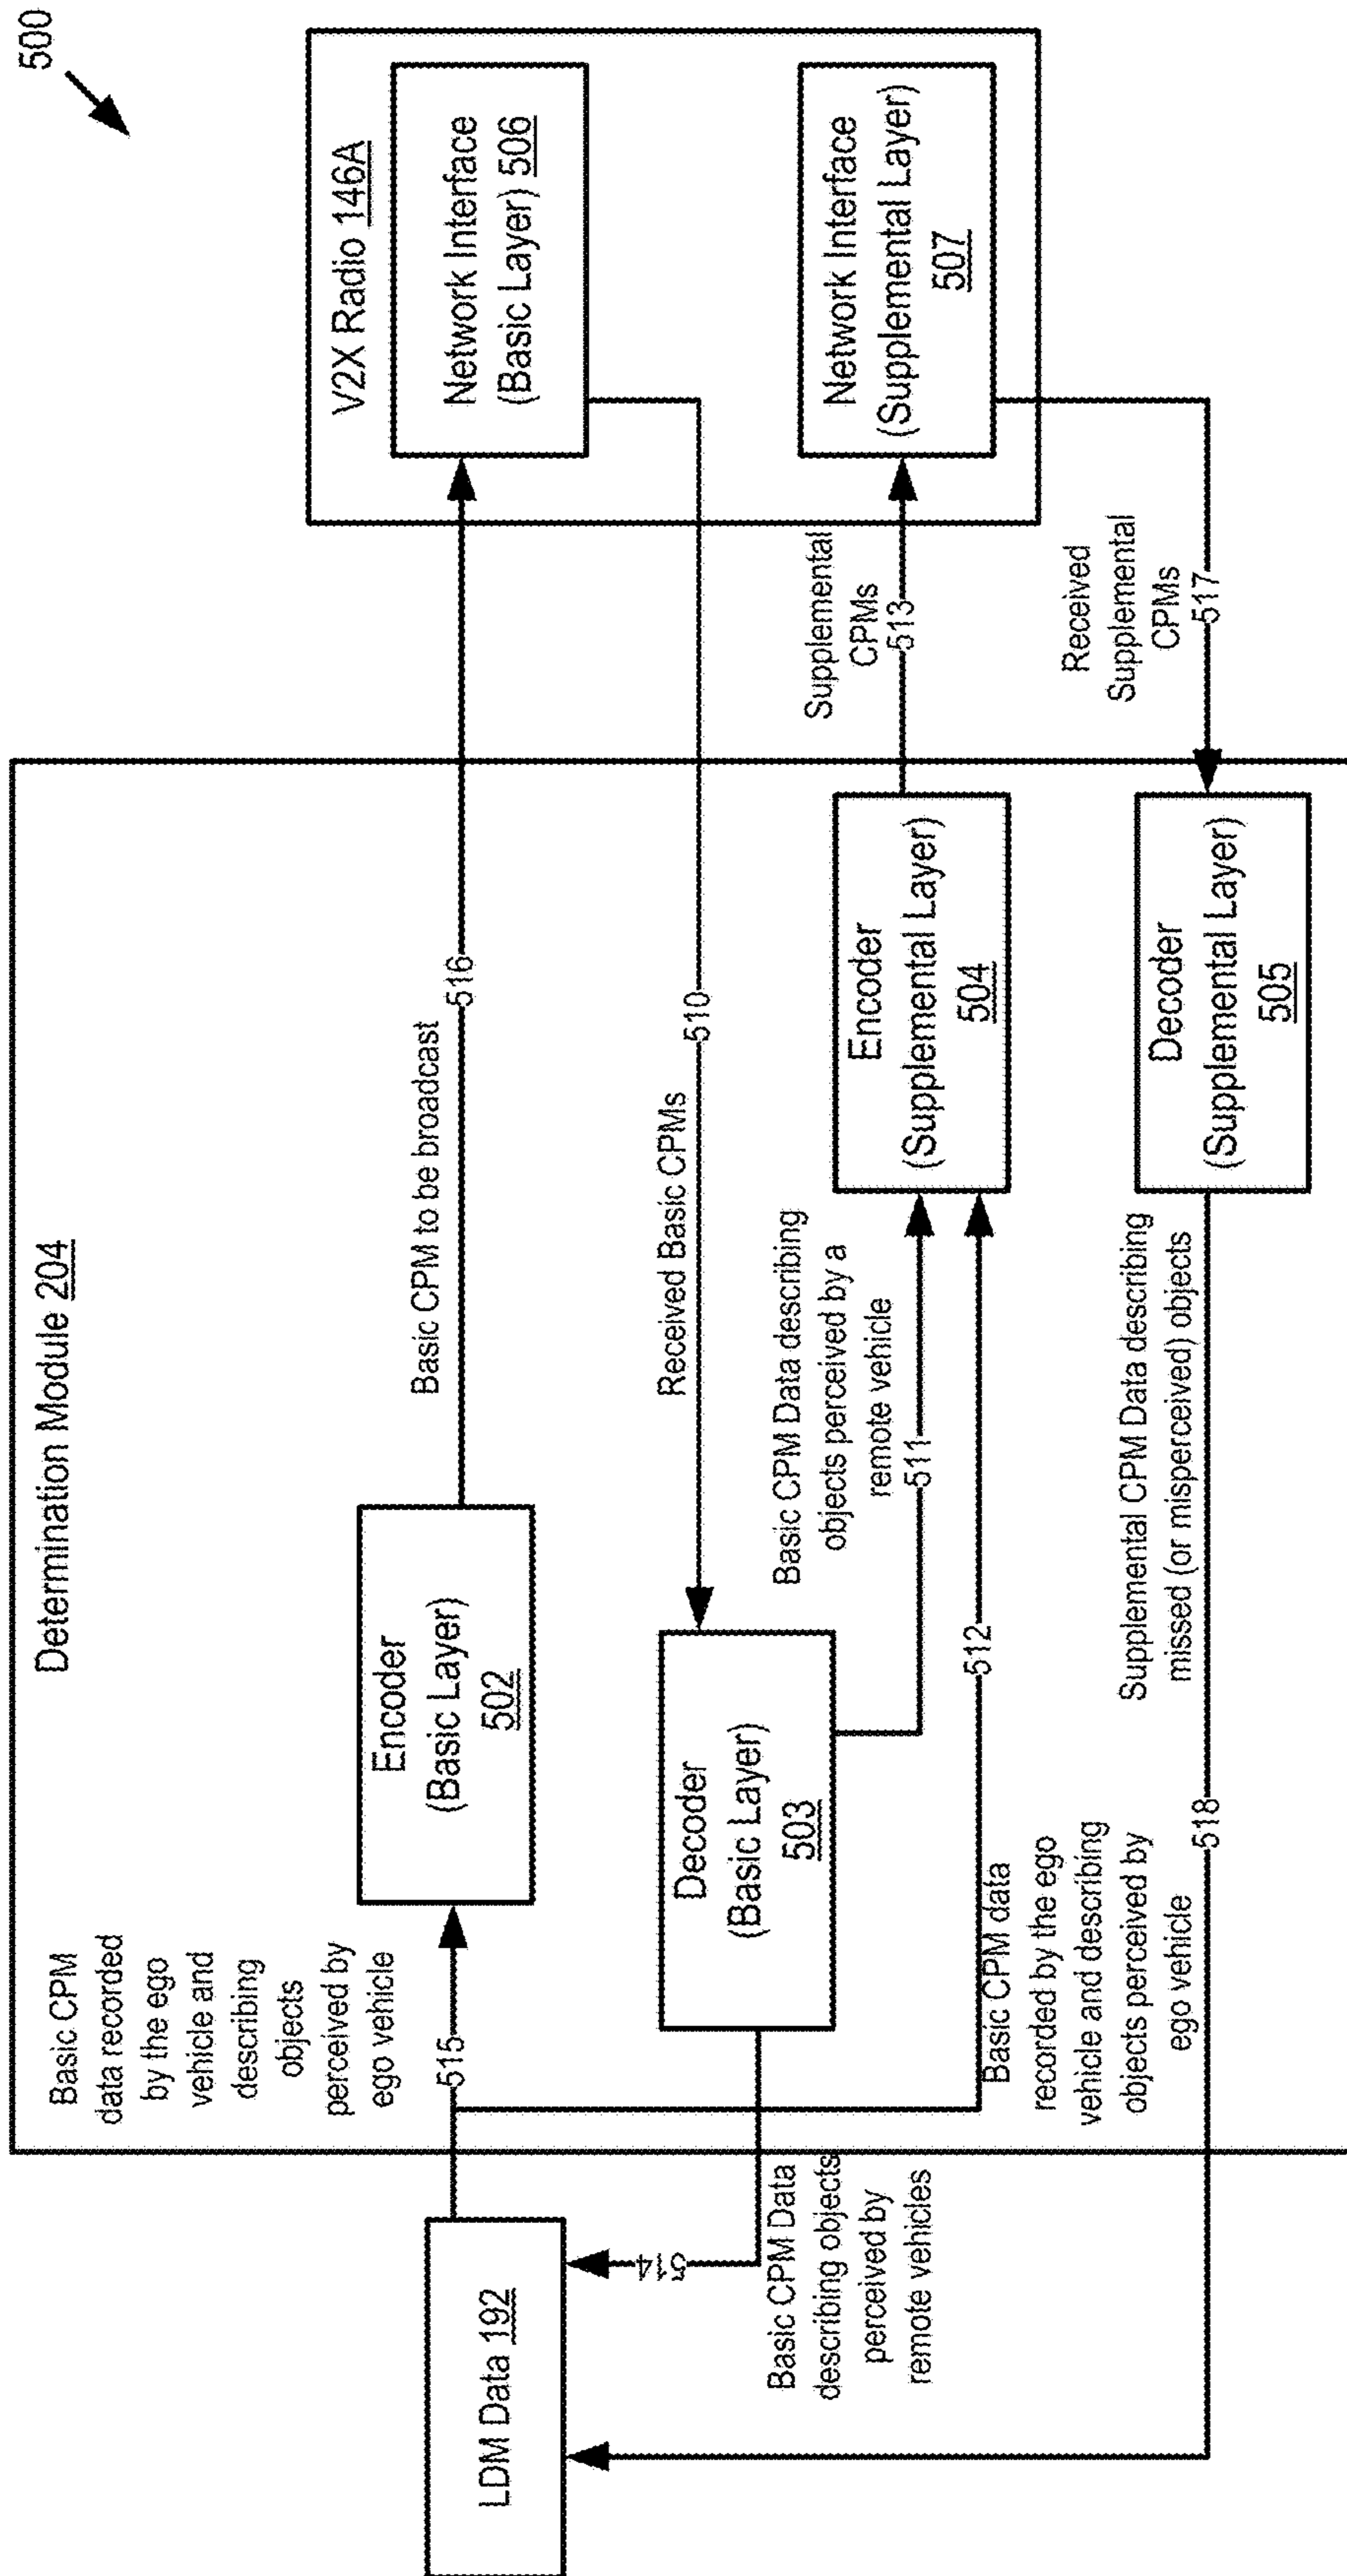 500
Determination Module 204
V2X Radio 146A
Basic CPM
data recorded
by the ego
vehicle and
describing
objects
perceived by
ego vehicle
515
Encoder
(Basic Layer)
502
Basic CPM to be broadcast
516
Network Interface
(Basic Layer) 506
LDM Data 192
514
Basic CPM Data
describing objects
perceived by
remote vehicles
Decoder
(Basic Layer)
503
Received Basic CPMs
510
Basic CPM Data describing
objects perceived by a
remote vehicle
511
512
Basic CPM data
recorded by the ego
vehicle and describing
objects perceived by
ego vehicle
Encoder
(Supplemental Layer)
504
Supplemental
CPMs
513
Network Interface
(Supplemental Layer)
507
Received
Supplemental
CPMs
517
Decoder
(Supplemental Layer)
505
Supplemental CPM Data describing
missed (or misperceived) objects
518